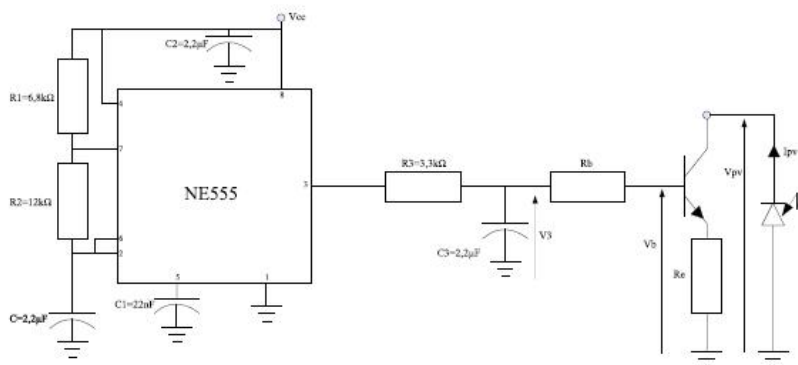 Vcc
C2=2,2µF
R1=6,8kΩ
4
8
7
NE555
3
R3=3,3kΩ
Rb
Vpv
Ipv
R2=12kΩ
6
2
C3=2,2µF
V3
Vb
Re
5
1
C1=22nF
C=2,2µF